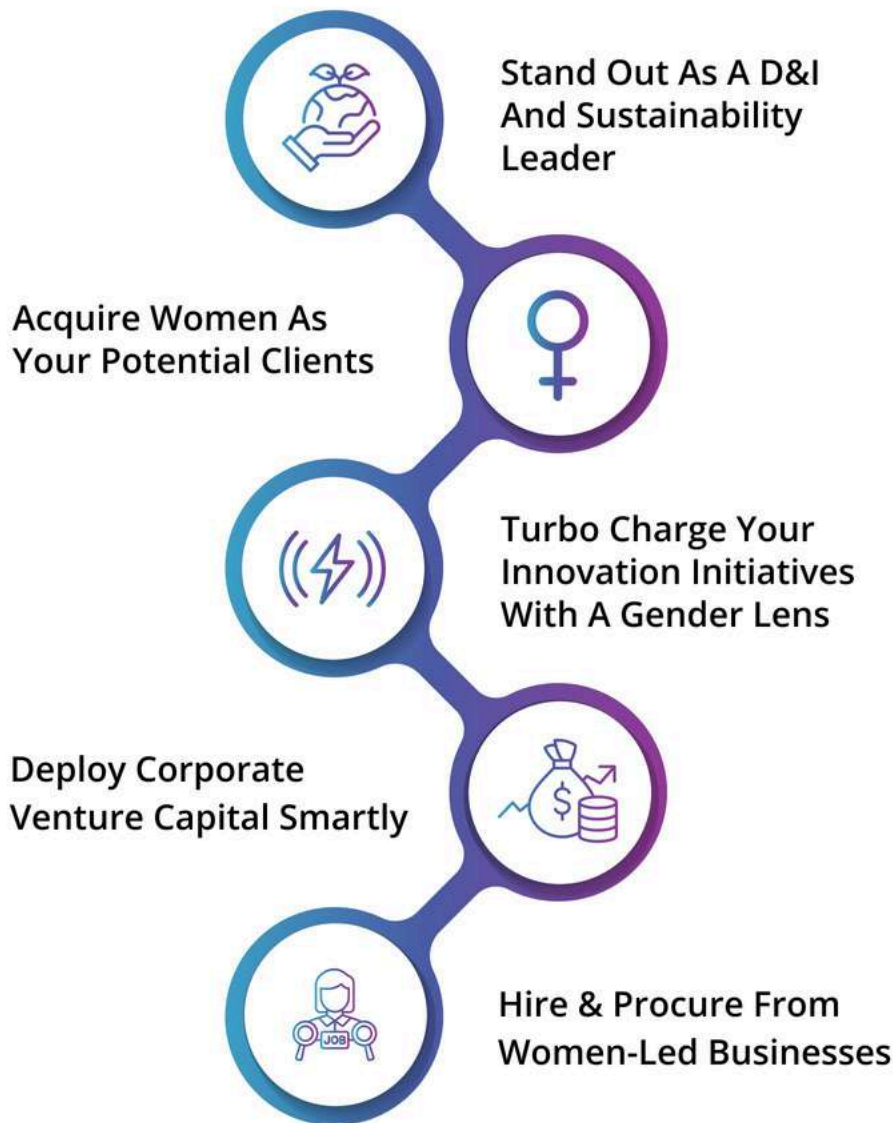 Stand Out As A D&I
And Sustainability
Leader
Acquire Women As
Your Potential Clients
Turbo Charge Your
Innovation Initiatives
With A Gender Lens
Deploy Corporate
Venture Capital Smartly
$
JOB
Hire & Procure From
Women-Led Businesses